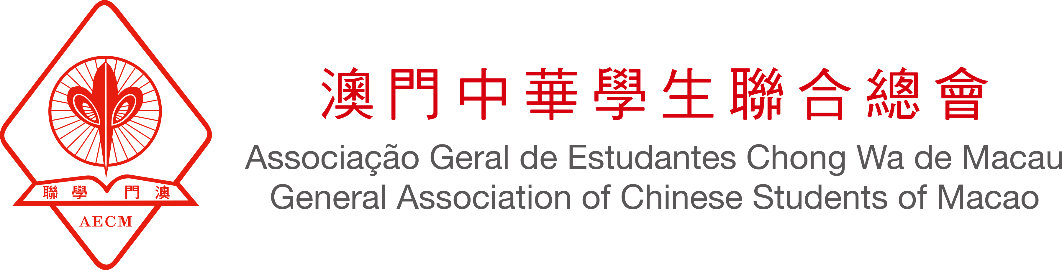 澳門中華學生聯合總會
Associação Geral de Estudantes Chong Wa de Macau
General Association of Chinese Students of Macao
聯學 門澳
AECM